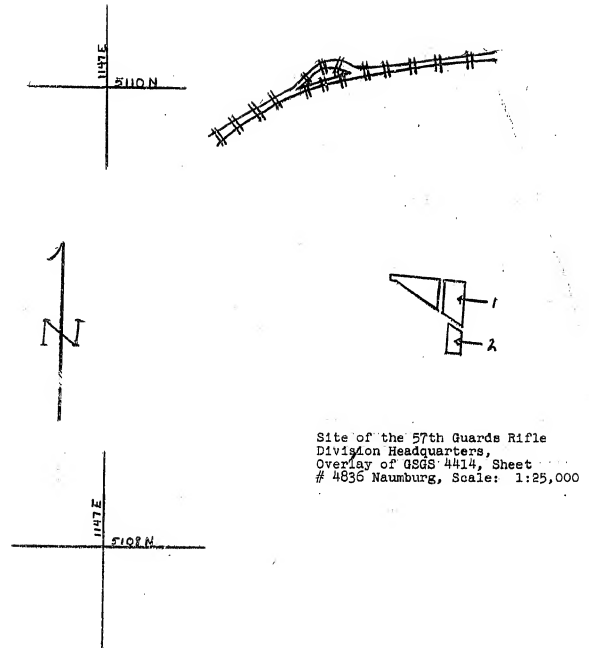 1147E
5110N
N
1
2
Site of the 57th Guards Rifle
Division Headquarters,
Overlay of GSGS 4414, Sheet
# 4836 Naumburg, Scale: 1:25,000
1147E
5108N